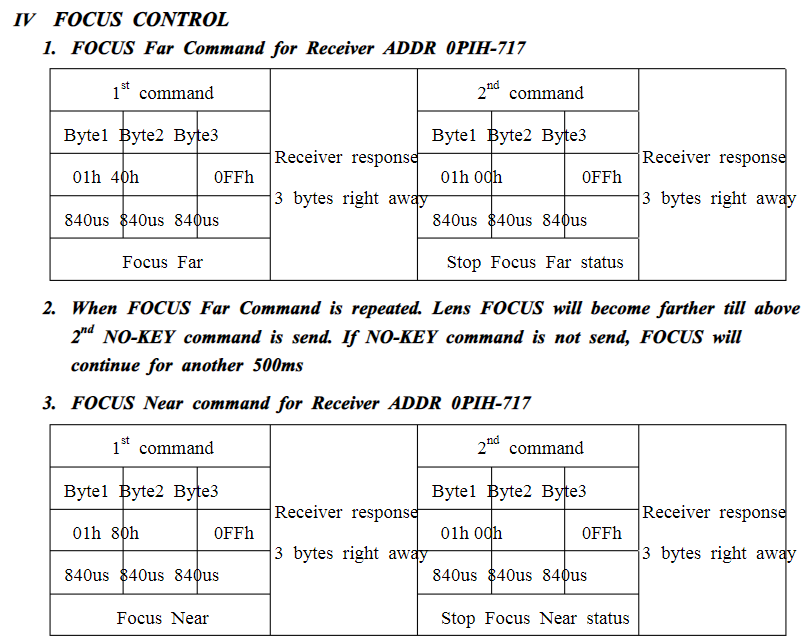 IV FOCUS CONTROL
1. FOCUS Far Command for Receiver ADDR 0PIH-717
1st command 2nd command
Byte1 Byte2 Byte3 Byte1 Byte2 Byte3
Receiver response Receiver response
01h 40h 0FFh 01h 00h 0FFh
3 bytes right away 3 bytes right away
840us 840us 840us 840us 840us 840us
Focus Far Stop Focus Far status
2. When FOCUS Far Command is repeated. Lens FOCUS will become farther till above
2nd NO-KEY command is send. If NO-KEY command is not send, FOCUS will
continue for another 500ms
3. FOCUS Near command for Receiver ADDR 0PIH-717
1st command 2nd command
Byte1 Byte2 Byte3 Byte1 Byte2 Byte3
Receiver response Receiver response
01h 80h 0FFh 01h 00h 0FFh
3 bytes right away 3 bytes right away
840us 840us 840us 840us 840us 840us
Focus Near Stop Focus Near status